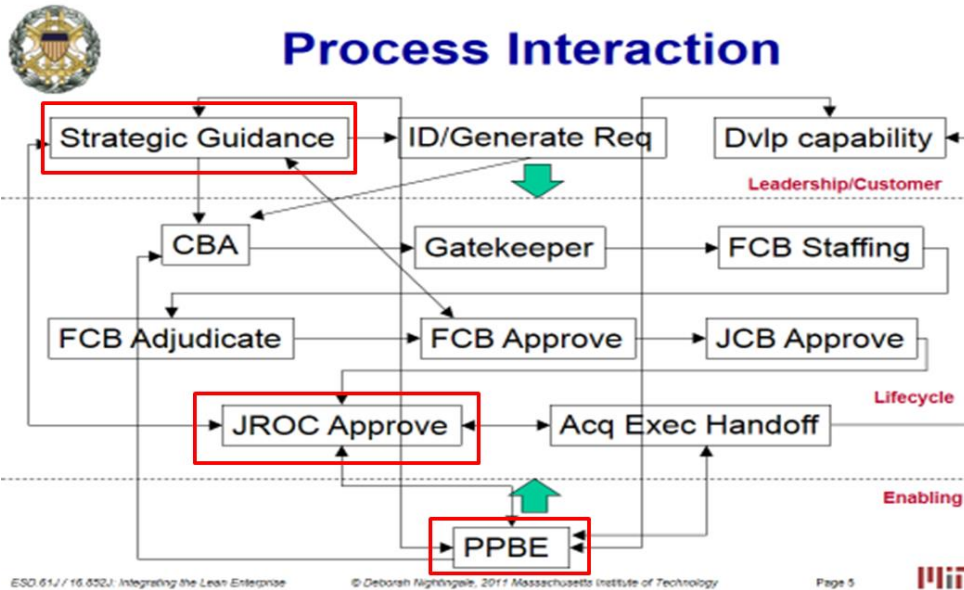 Process Interaction
Strategic Guidance
ID/Generate Req
Dvlp capability
Leadership/Customer
CBA
Gatekeeper
FCB Staffing
FCB Adjudicate
FCB Approve
JCB Approve
Lifecycle
JROC Approve
Acq Exec Handoff
Enabling
PPBE
ESD.61J / 16.852J: Integrating the Lean Enterprise
© Deborah Nightingale, 2011 Massachusetts Institute of Technology
Page 5